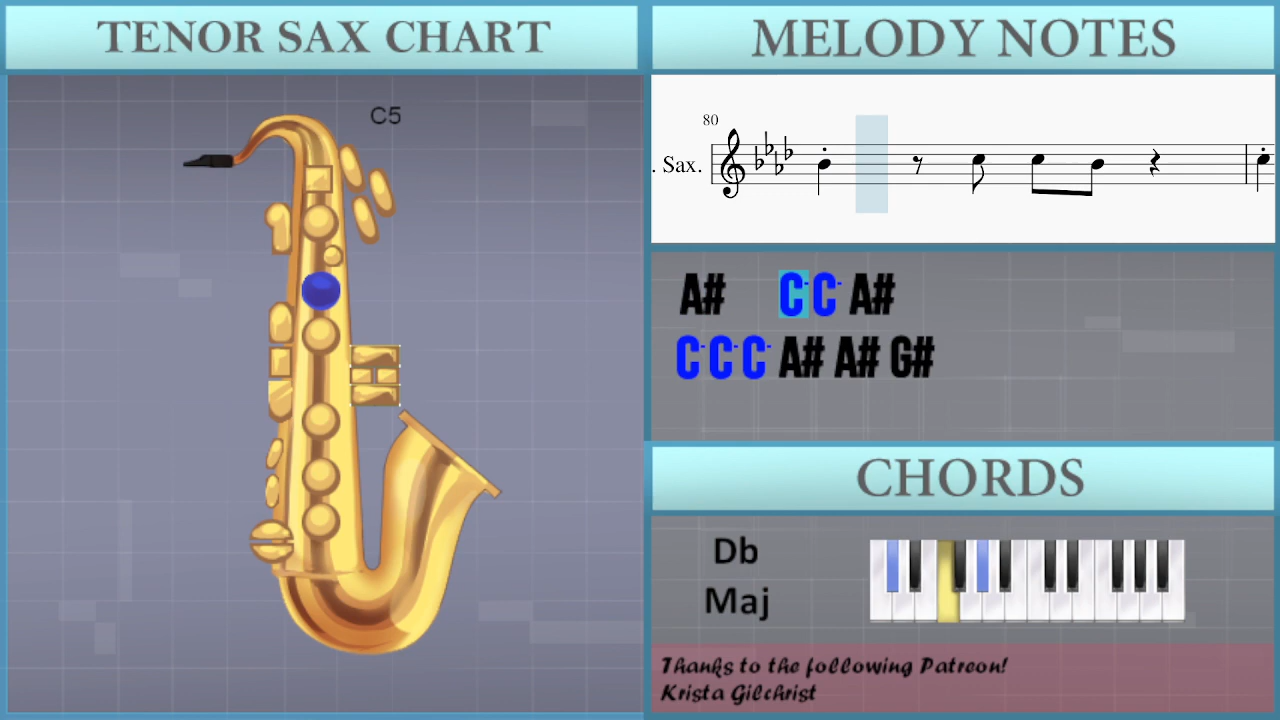 TENOR SAX CHART
C5
MELODY NOTES
80
. Sax.
A# C- C- A#
C- C- C- A# A# G#
CHORDS
Db
Maj
Thanks to the following Patreon!
Krista Gilchrist